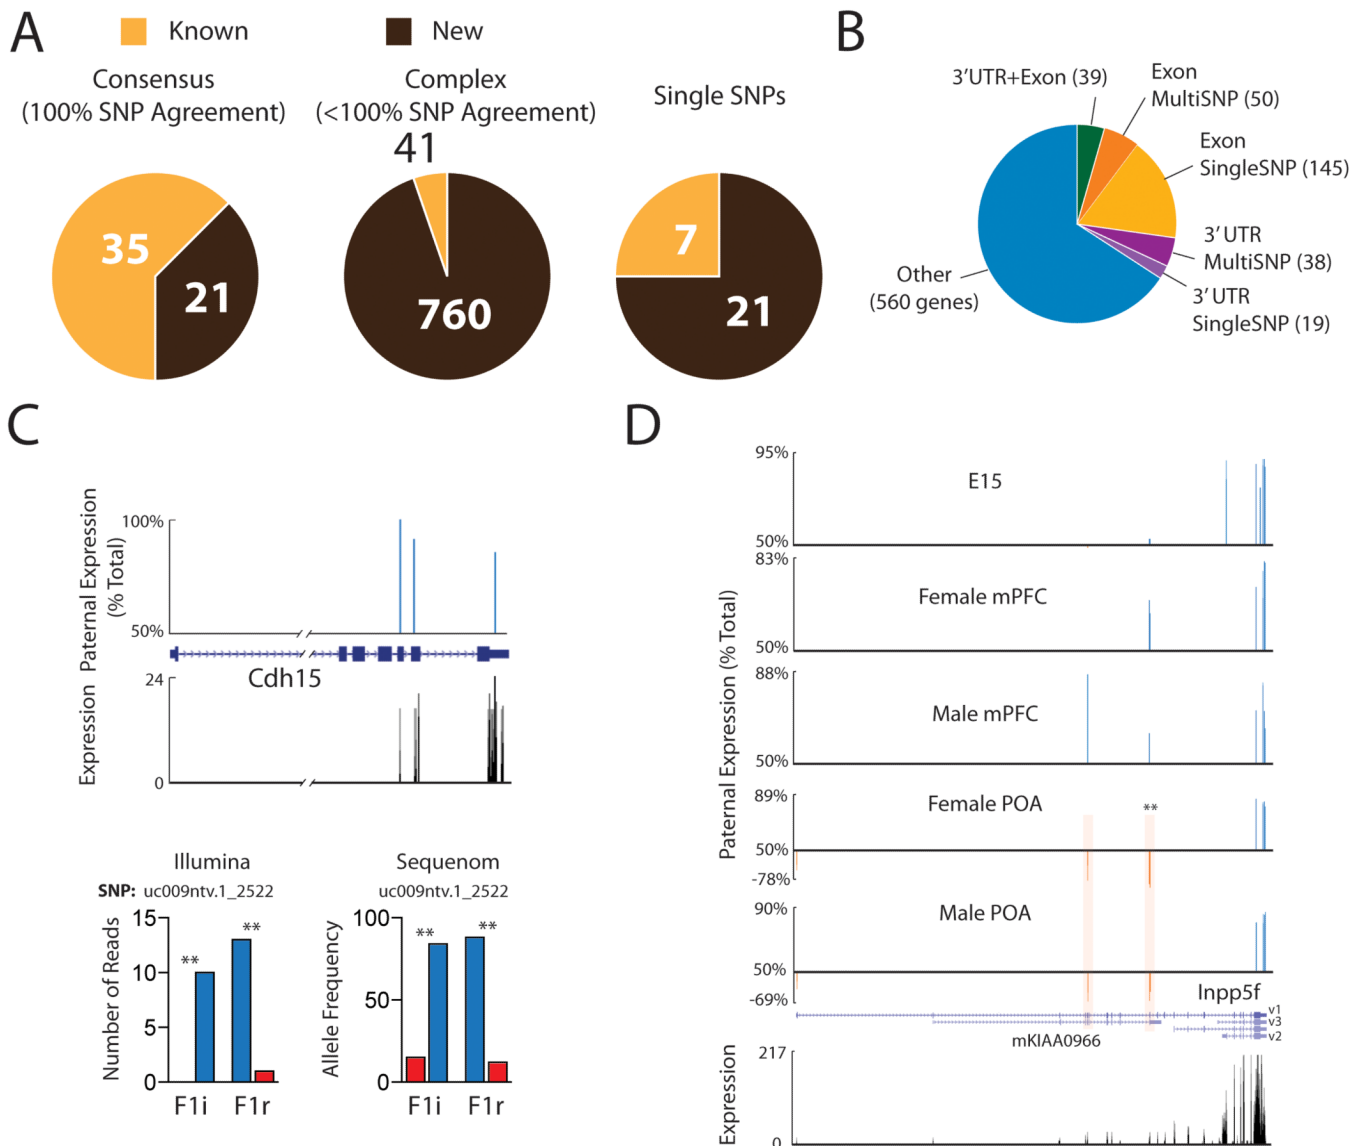 A
Known
New
Consensus
(100% SNP Agreement)
35
21
Complex
(<100% SNP Agreement)
41
760
Single SNPs
7
21
B
3'UTR+Exon (39)
Exon
MultiSNP (50)
Exon
SingleSNP (145)
3'UTR
MultiSNP (38)
3'UTR
SingleSNP (19)
Other
(560 genes)
C
Paternal Expression
(% Total)
100%
50%
Cdh15
Expression
24
0
Illumina
SNP: uc009ntv.1_2522
Number of Reads
15
10
5
0
**
**
F1i
F1r
Sequenom
uc009ntv.1_2522
Allele Frequency
100
50
0
**
**
F1i
F1r
D
Paternal Expression (% Total)
95%
E15
50%
83%
Female mPFC
50%
88%
Male mPFC
50%
89%
Female POA
**
50%
-78%
90%
Male POA
50%
-69%
Inpp5f
v1
v3
v2
mKIAA0966
Expression
217
0